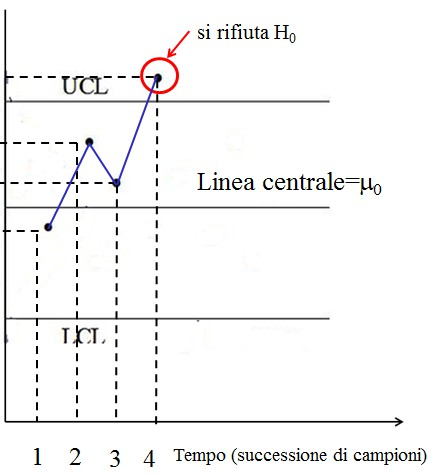 si rifiuta H₀
UCL
Linea centrale=μ₀
LCL
1 2 3 4 Tempo (successione di campioni)